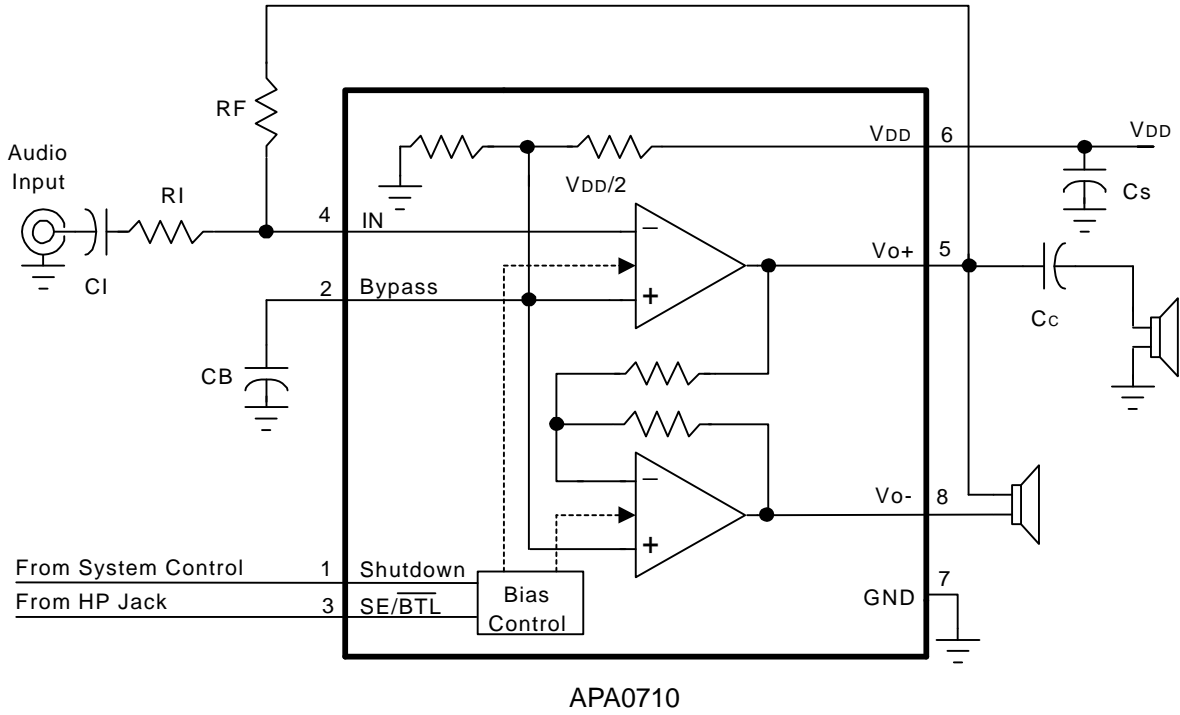 RF
VDD
6
VDD
Audio
Input
RI
VDD/2
Cs
4
IN
−
Vo+
5
CI
2
Bypass
+
Cc
CB
−
Vo-
8
+
From System Control
1
Shutdown
7
From HP Jack
3
SE/B̅T̅L̅
Bias
Control
GND
APA0710